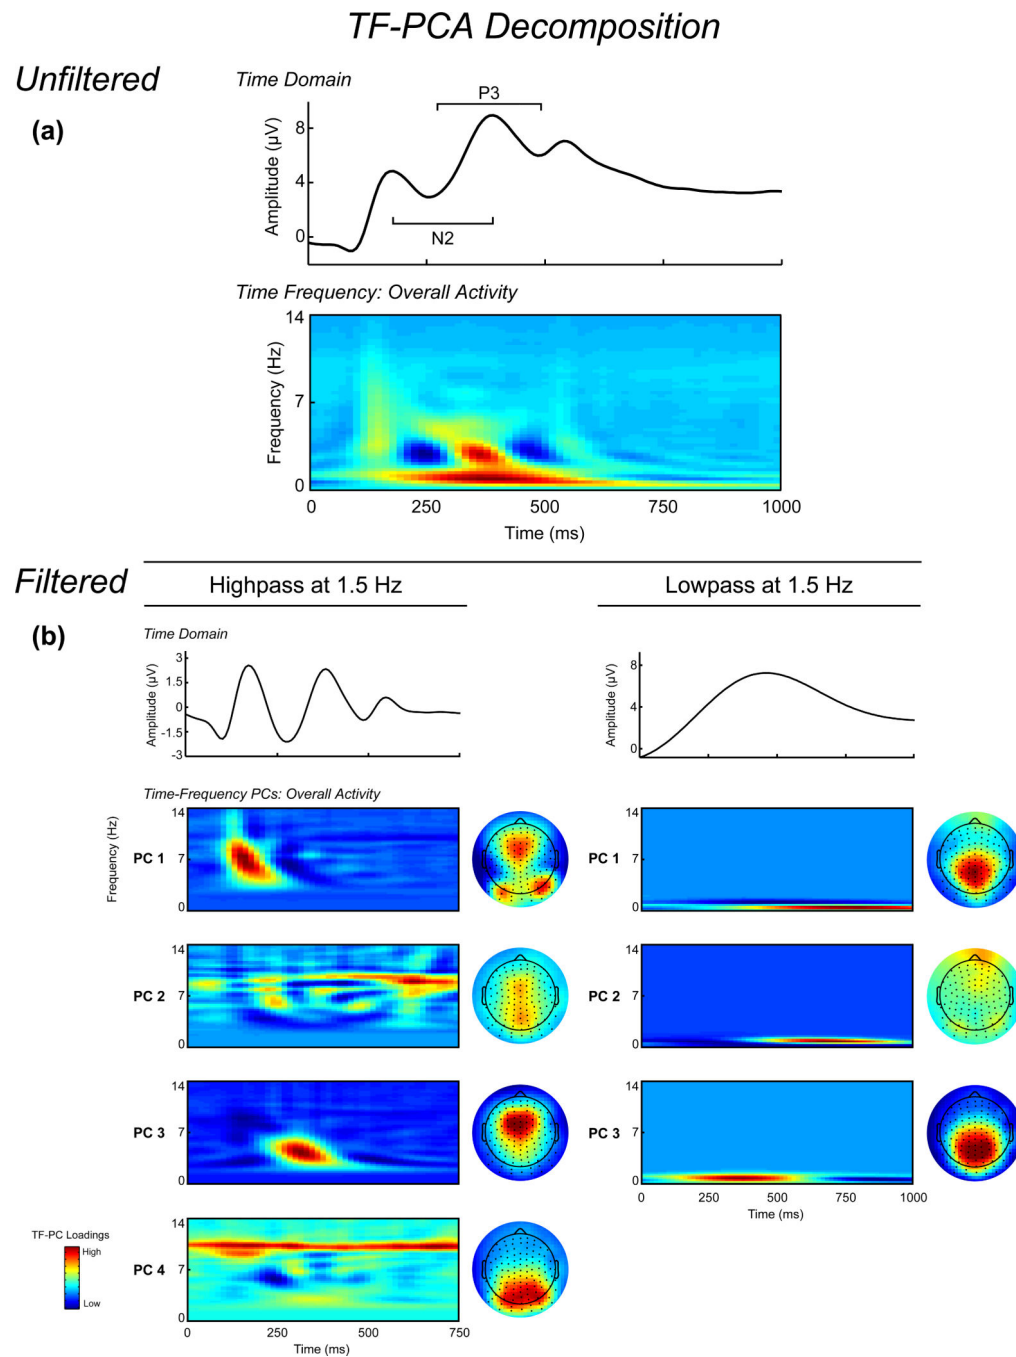 TF-PCA Decomposition
Unfiltered
(a)
Time Domain
P3
N2
Amplitude (μV)
8
4
0
Time Frequency: Overall Activity
Frequency (Hz)
14
7
0
0 250 500 750 1000
Time (ms)
Filtered
Highpass at 1.5 Hz
Lowpass at 1.5 Hz
(b)
Time Domain
Amplitude (μV)
3
1.5
0
-1.5
-3
Amplitude (μV)
8
4
0
Time-Frequency PCs: Overall Activity
Frequency (Hz)
PC 1
14
7
0
PC 1
14
7
0
PC 2
14
7
0
PC 2
14
7
0
PC 3
14
7
0
PC 3
14
7
0
0 250 500 750 1000
Time (ms)
TF-PC Loadings
High
Low
PC 4
14
7
0
0 250 500 750
Time (ms)